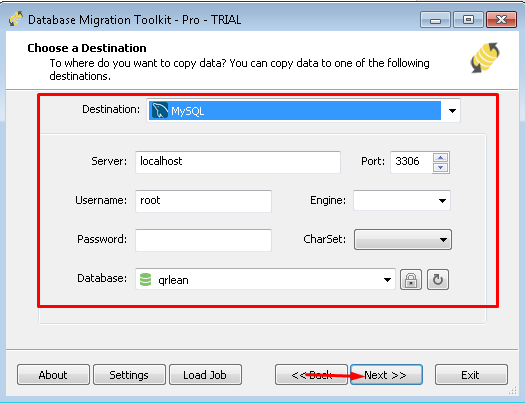 Database Migration Toolkit - Pro - TRIAL
Choose a Destination
To where do you want to copy data? You can copy data to one of the following
destinations.
Destination: MySQL
Server: localhost Port: 3306
Username: root Engine:
Password: CharSet:
Database: qrlean
About Settings Load Job << Back Next >> Exit